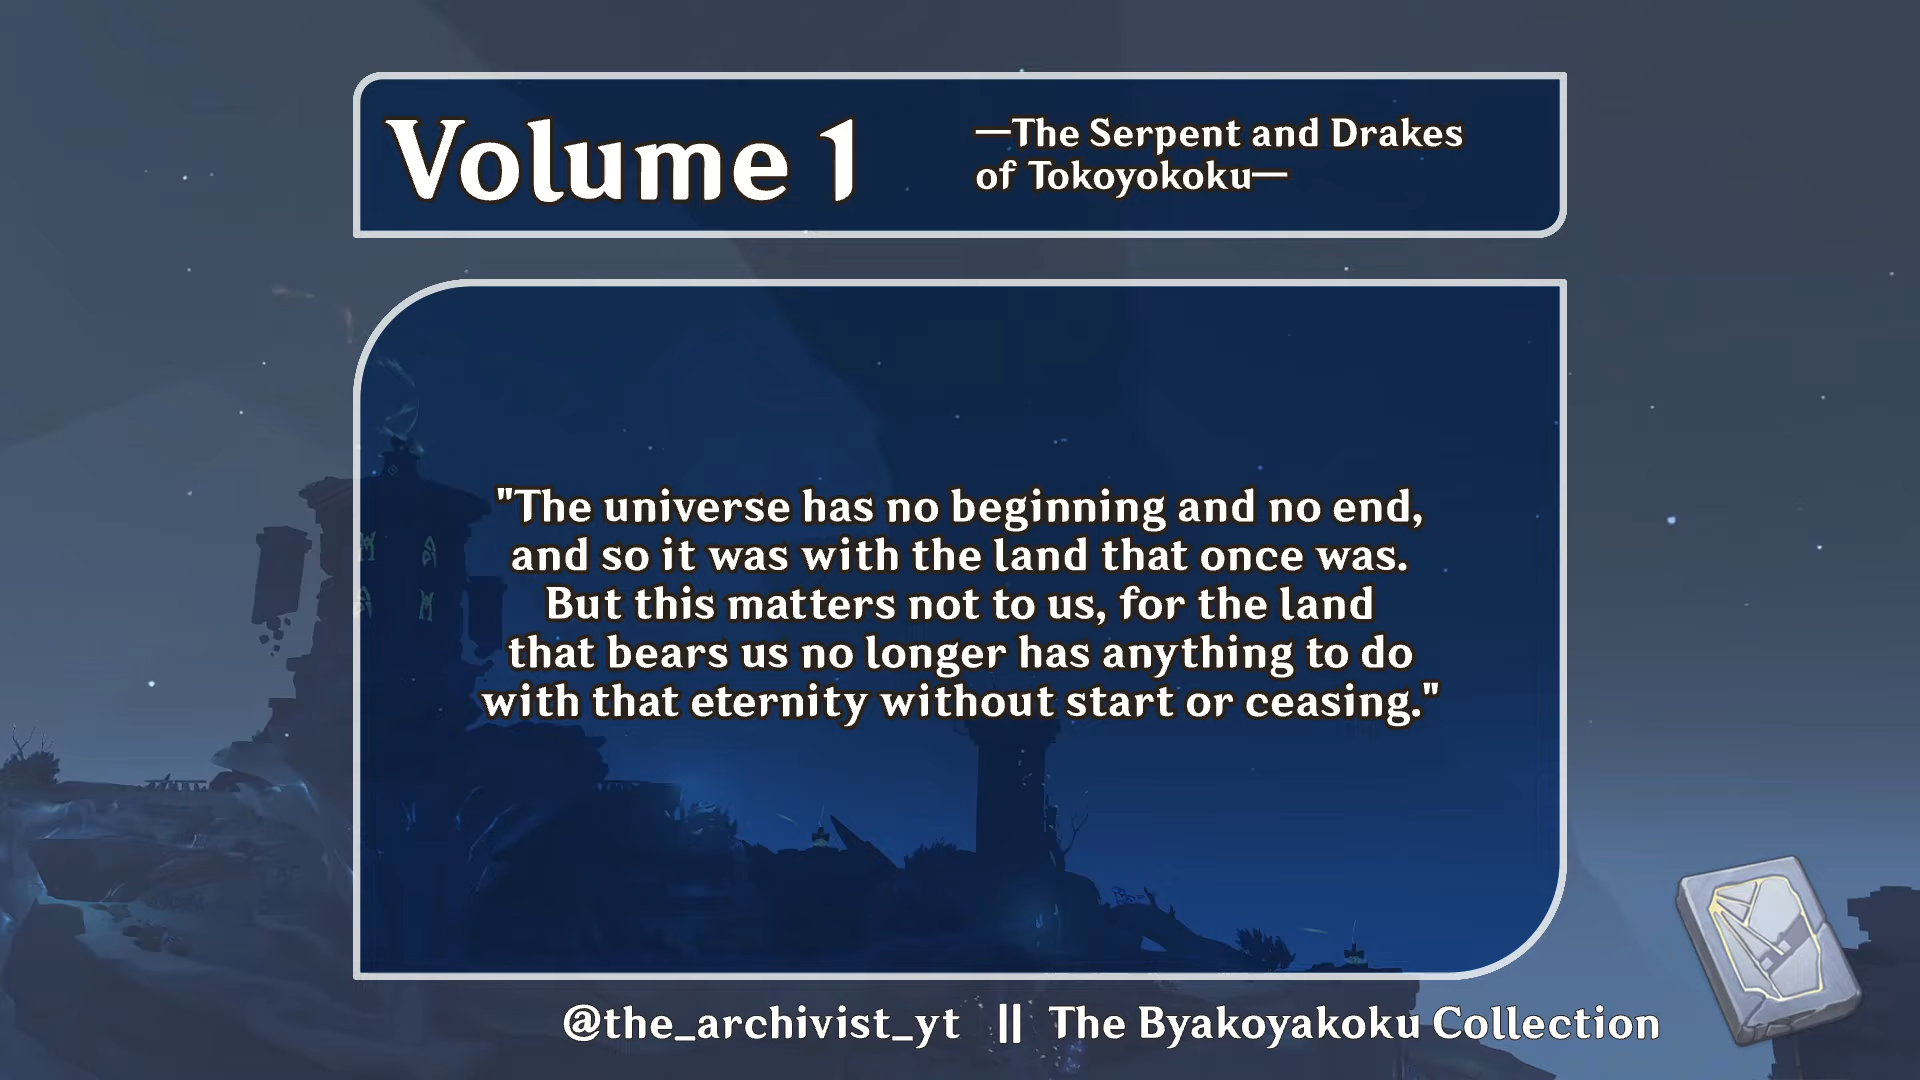 Volume 1
—The Serpent and Drakes
of Tokoyokoku—
"The universe has no beginning and no end,
and so it was with the land that once was.
But this matters not to us, for the land
that bears us no longer has anything to do
with that eternity without start or ceasing."
@the_archivist_yt || The Byakoyakoku Collection